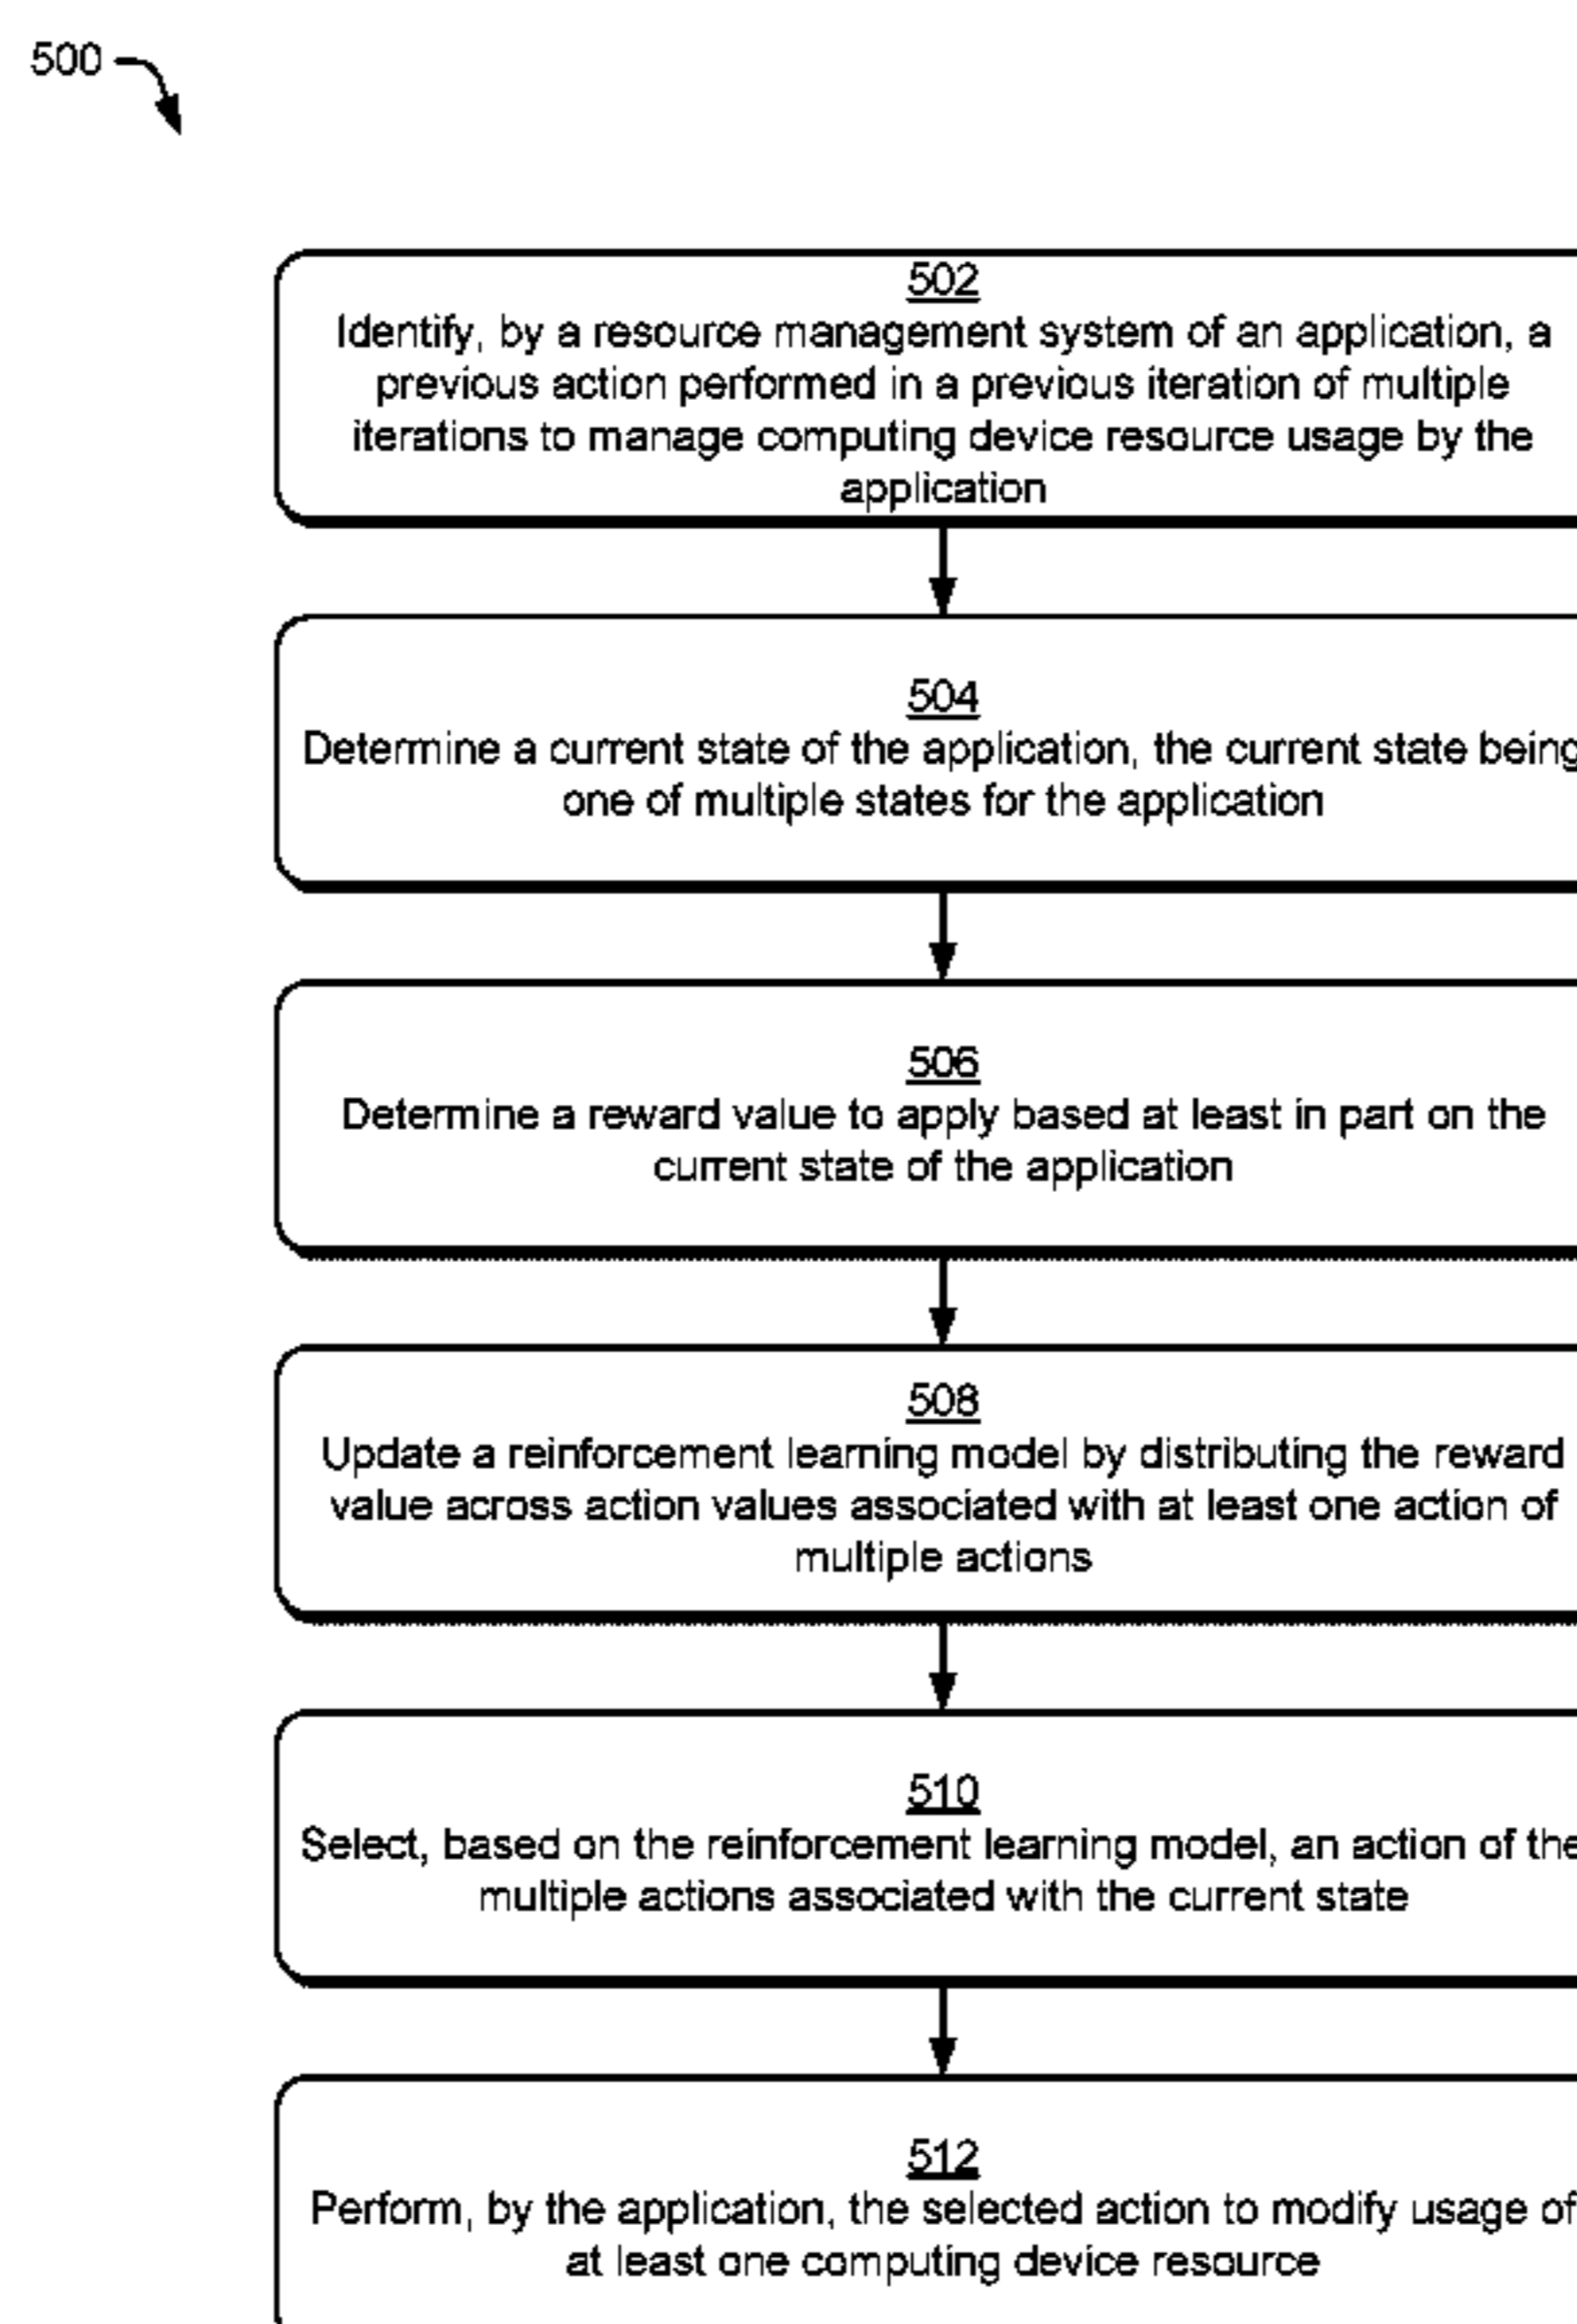 500
502
Identify, by a resource management system of an application, a
previous action performed in a previous iteration of multiple
iterations to manage computing device resource usage by the
application
504
Determine a current state of the application, the current state being
one of multiple states for the application
506
Determine a reward value to apply based at least in part on the
current state of the application
508
Update a reinforcement learning model by distributing the reward
value across action values associated with at least one action of
multiple actions
510
Select, based on the reinforcement learning model, an action of the
multiple actions associated with the current state
512
Perform, by the application, the selected action to modify usage of
at least one computing device resource